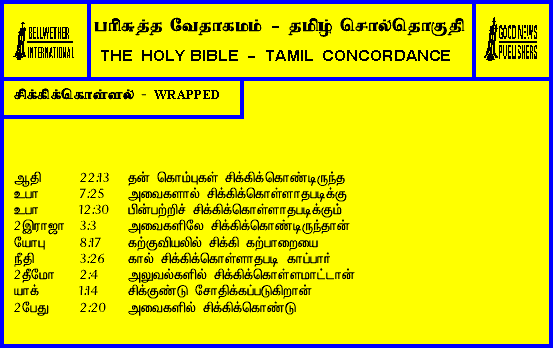 BELLWETHER
INTERNATIONAL
பரிசுத்த வேதாகமம் - தமிழ் சொல்தொகுதி
THE HOLY BIBLE - TAMIL CONCORDANCE
GOOD NEWS
PUBLISHERS
சிக்கிக்கொள்ளல் - WRAPPED
ஆதி 22:13 தன் கொம்புகள் சிக்கிக்கொண்டிருந்த
உபா 7:25 அவைகளால் சிக்கிக்கொள்ளாதபடிக்கு
உபா 12:30 பின்பற்றிச் சிக்கிக்கொள்ளாதபடிக்கும்
2இராஜா 3:3 அவைகளிலே சிக்கிக்கொண்டிருந்தான்
யோபு 8:17 கற்குவியலில் சிக்கி கற்பாறையை
நீதி 3:26 கால் சிக்கிக்கொள்ளாதபடி காப்பார்
2தீமோ 2:4 அலுவல்களில் சிக்கிக்கொள்ளமாட்டான்
யாக் 1:14 சிக்குண்டு சோதிக்கப்படுகிறான்
2பேது 2:20 அவைகளில் சிக்கிக்கொண்டு